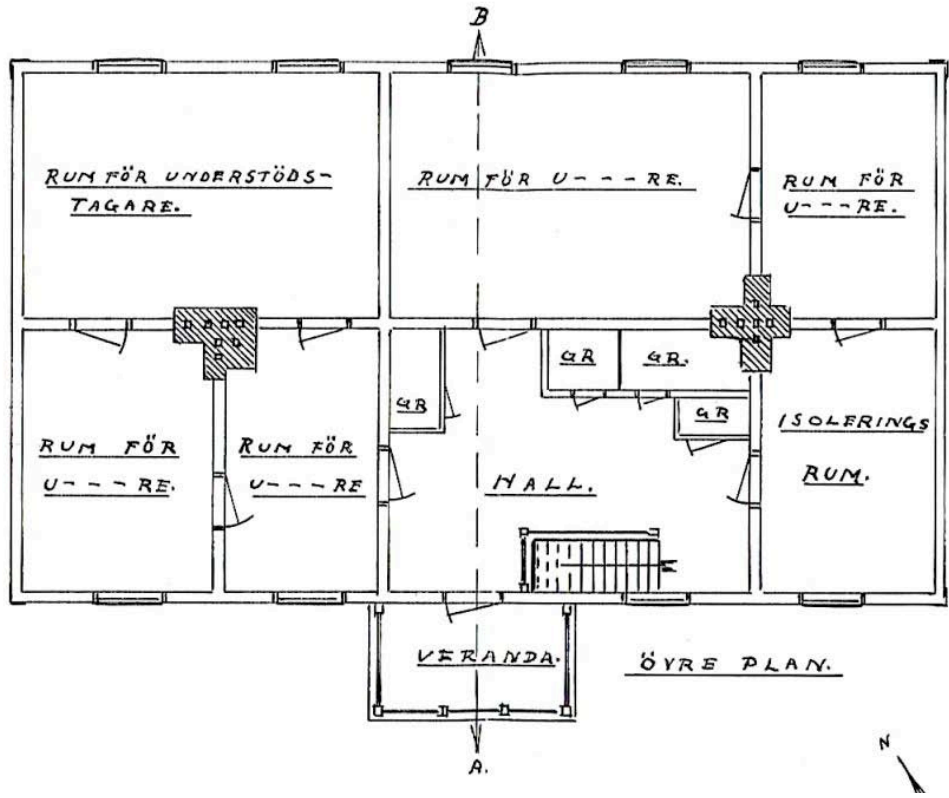 B
RUM FÖR UNDERSTÖDS-
TAGARE.
RUM FÖR U---RE.
RUM FÖR
U---RE.
GR
GR.
GR
GR
RUM FÖR
U---RE.
RUM FÖR
U---RE
HALL.
ISOLERINGS
RUM.
VERANDA.
ÖVRE PLAN.
A.
N